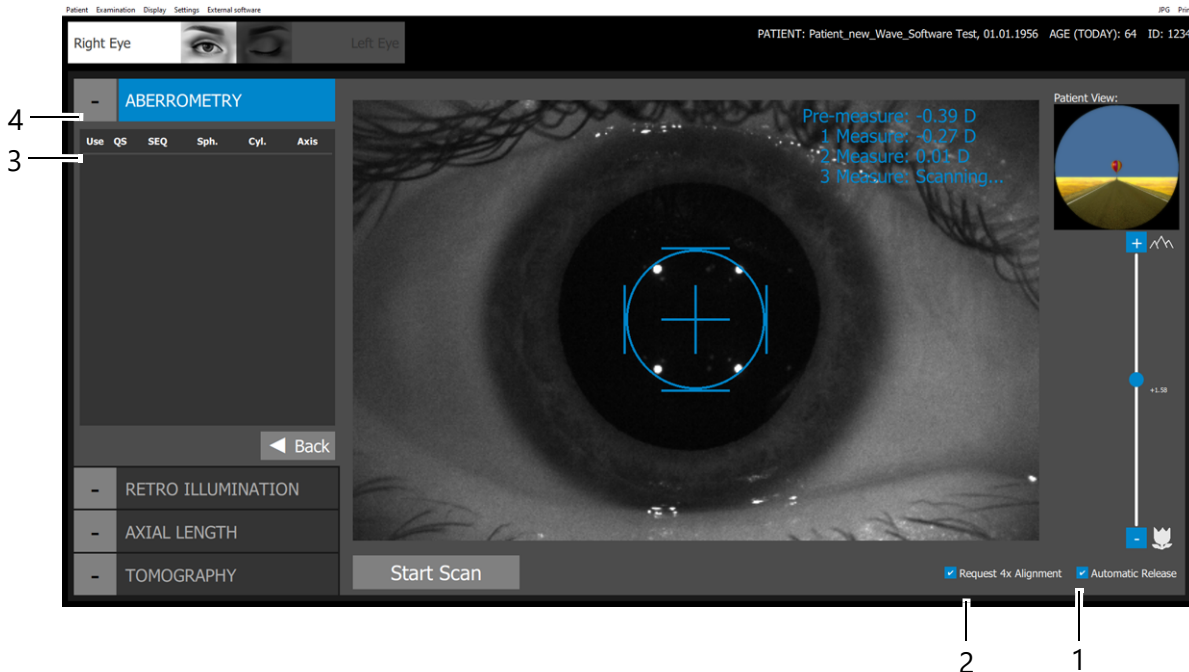 Patient Examination Display Settings External software JPG Prin
Right Eye Left Eye PATIENT: Patient_new_Wave_Software Test, 01.01.1956 AGE (TODAY): 64 ID: 1234
- ABERROMETRY
Patient View:
4
3
Use QS SEQ Sph. Cyl. Axis
Pre-measure: -0.39 D
1 Measure: -0.27 D
2 Measure: 0.01 D
3 Measure: Scanning...
+
+1.58
◀ Back
- RETRO ILLUMINATION
- AXIAL LENGTH
-
- TOMOGRAPHY
Start Scan
Request 4x Alignment Automatic Release
2 1